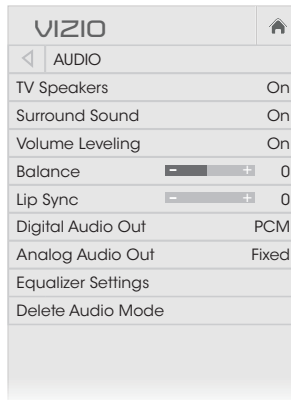 VIZIO
AUDIO
TV Speakers On
Surround Sound On
Volume Leveling On
Balance - + 0
Lip Sync - + 0
Digital Audio Out PCM
Analog Audio Out Fixed
Equalizer Settings
Delete Audio Mode